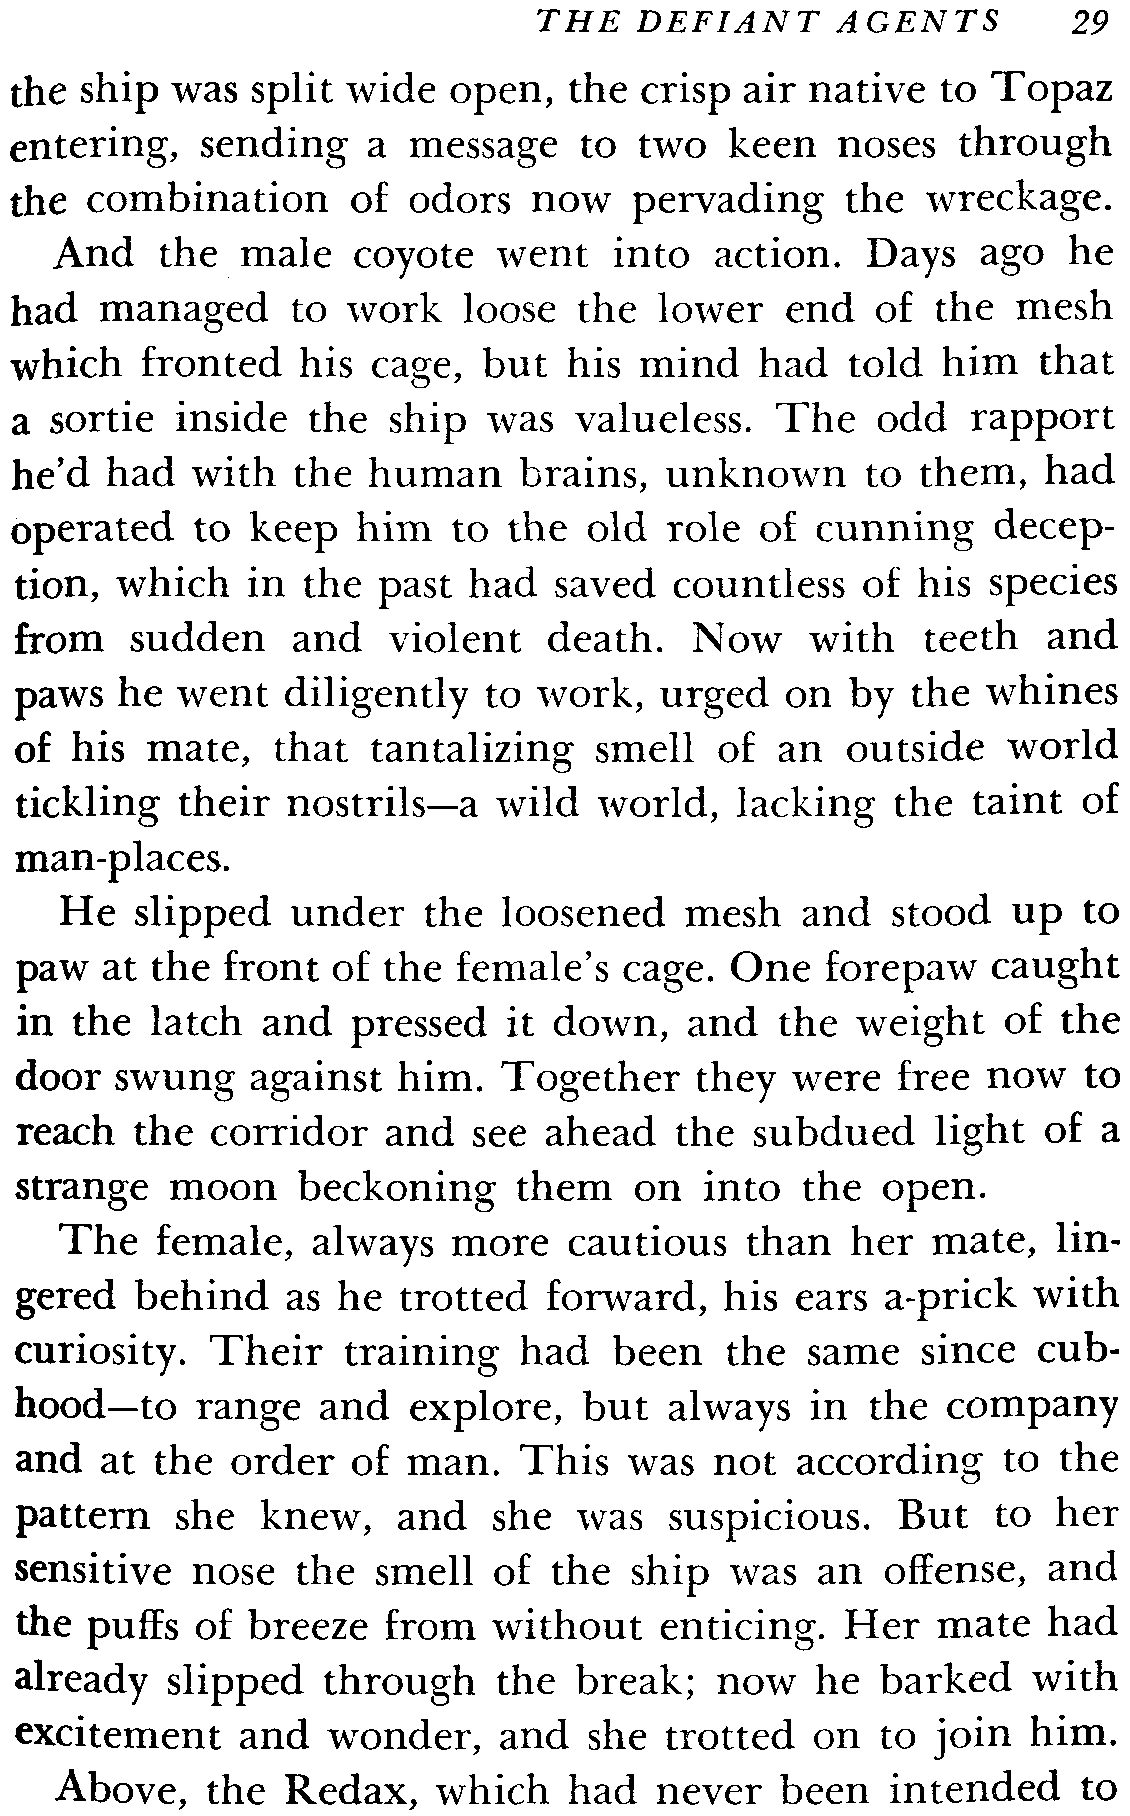 THE DEFIANT AGENTS 29
the ship was split wide open, the crisp air native to Topaz
entering, sending a message to two keen noses through
the combination of odors now pervading the wreckage.
And the male coyote went into action. Days ago he
had managed to work loose the lower end of the mesh
which fronted his cage, but his mind had told him that
a sortie inside the ship was valueless. The odd rapport
he'd had with the human brains, unknown to them, had
operated to keep him to the old role of cunning decep-
tion, which in the past had saved countless of his species
from sudden and violent death. Now with teeth and
paws he went diligently to work, urged on by the whines
of his mate, that tantalizing smell of an outside world
tickling their nostrils—a wild world, lacking the taint of
man-places.
He slipped under the loosened mesh and stood up to
paw at the front of the female's cage. One forepaw caught
in the latch and pressed it down, and the weight of the
door swung against him. Together they were free now to
reach the corridor and see ahead the subdued light of a
strange moon beckoning them on into the open.
The female, always more cautious than her mate, lin-
gered behind as he trotted forward, his ears a-prick with
curiosity. Their training had been the same since cub-
hood—to range and explore, but always in the company
and at the order of man. This was not according to the
pattern she knew, and she was suspicious. But to her
sensitive nose the smell of the ship was an offense, and
the puffs of breeze from without enticing. Her mate had
already slipped through the break; now he barked with
excitement and wonder, and she trotted on to join him.
Above, the Redax, which had never been intended to